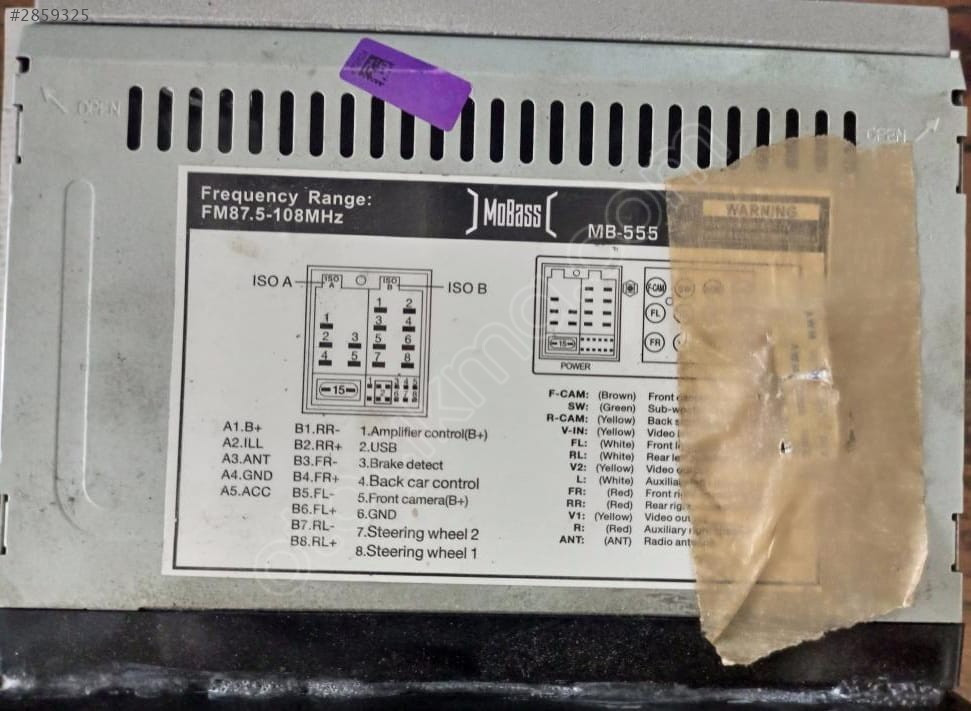 #2859325
OPEN
OPEN
Frequency Range:
FM87.5-108MHz
MoBass
MB-555
WARNING
ISO A
ISO B
ISO A
ISO B
1
2
1
3
4
2
3
5
6
4
5
7
8
15
F-CAM
SW
FL
FR
15
POWER
A1.B+
A2.ILL
A3.ANT
A4.GND
A5.ACC
B1.RR-
B2.RR+
B3.FR-
B4.FR+
B5.FL-
B6.FL+
B7.RL-
B8.RL+
1.Amplifier control(B+)
2.USB
3.Brake detect
4.Back car control
5.Front camera(B+)
6.GND
7.Steering wheel 2
8.Steering wheel 1
F-CAM: (Brown) Front
SW: (Green)
R-CAM: (Yellow) Back
V-IN: (Yellow) Video
FL: (White) Front
RL: (White) Rear
V2: (Yellow) Video
L: (White)
FR: (Red) Front
RR: (Red) Rear
V1: (Yellow) Video out
R: (Red) Auxiliary
ANT: (ANT) Radio